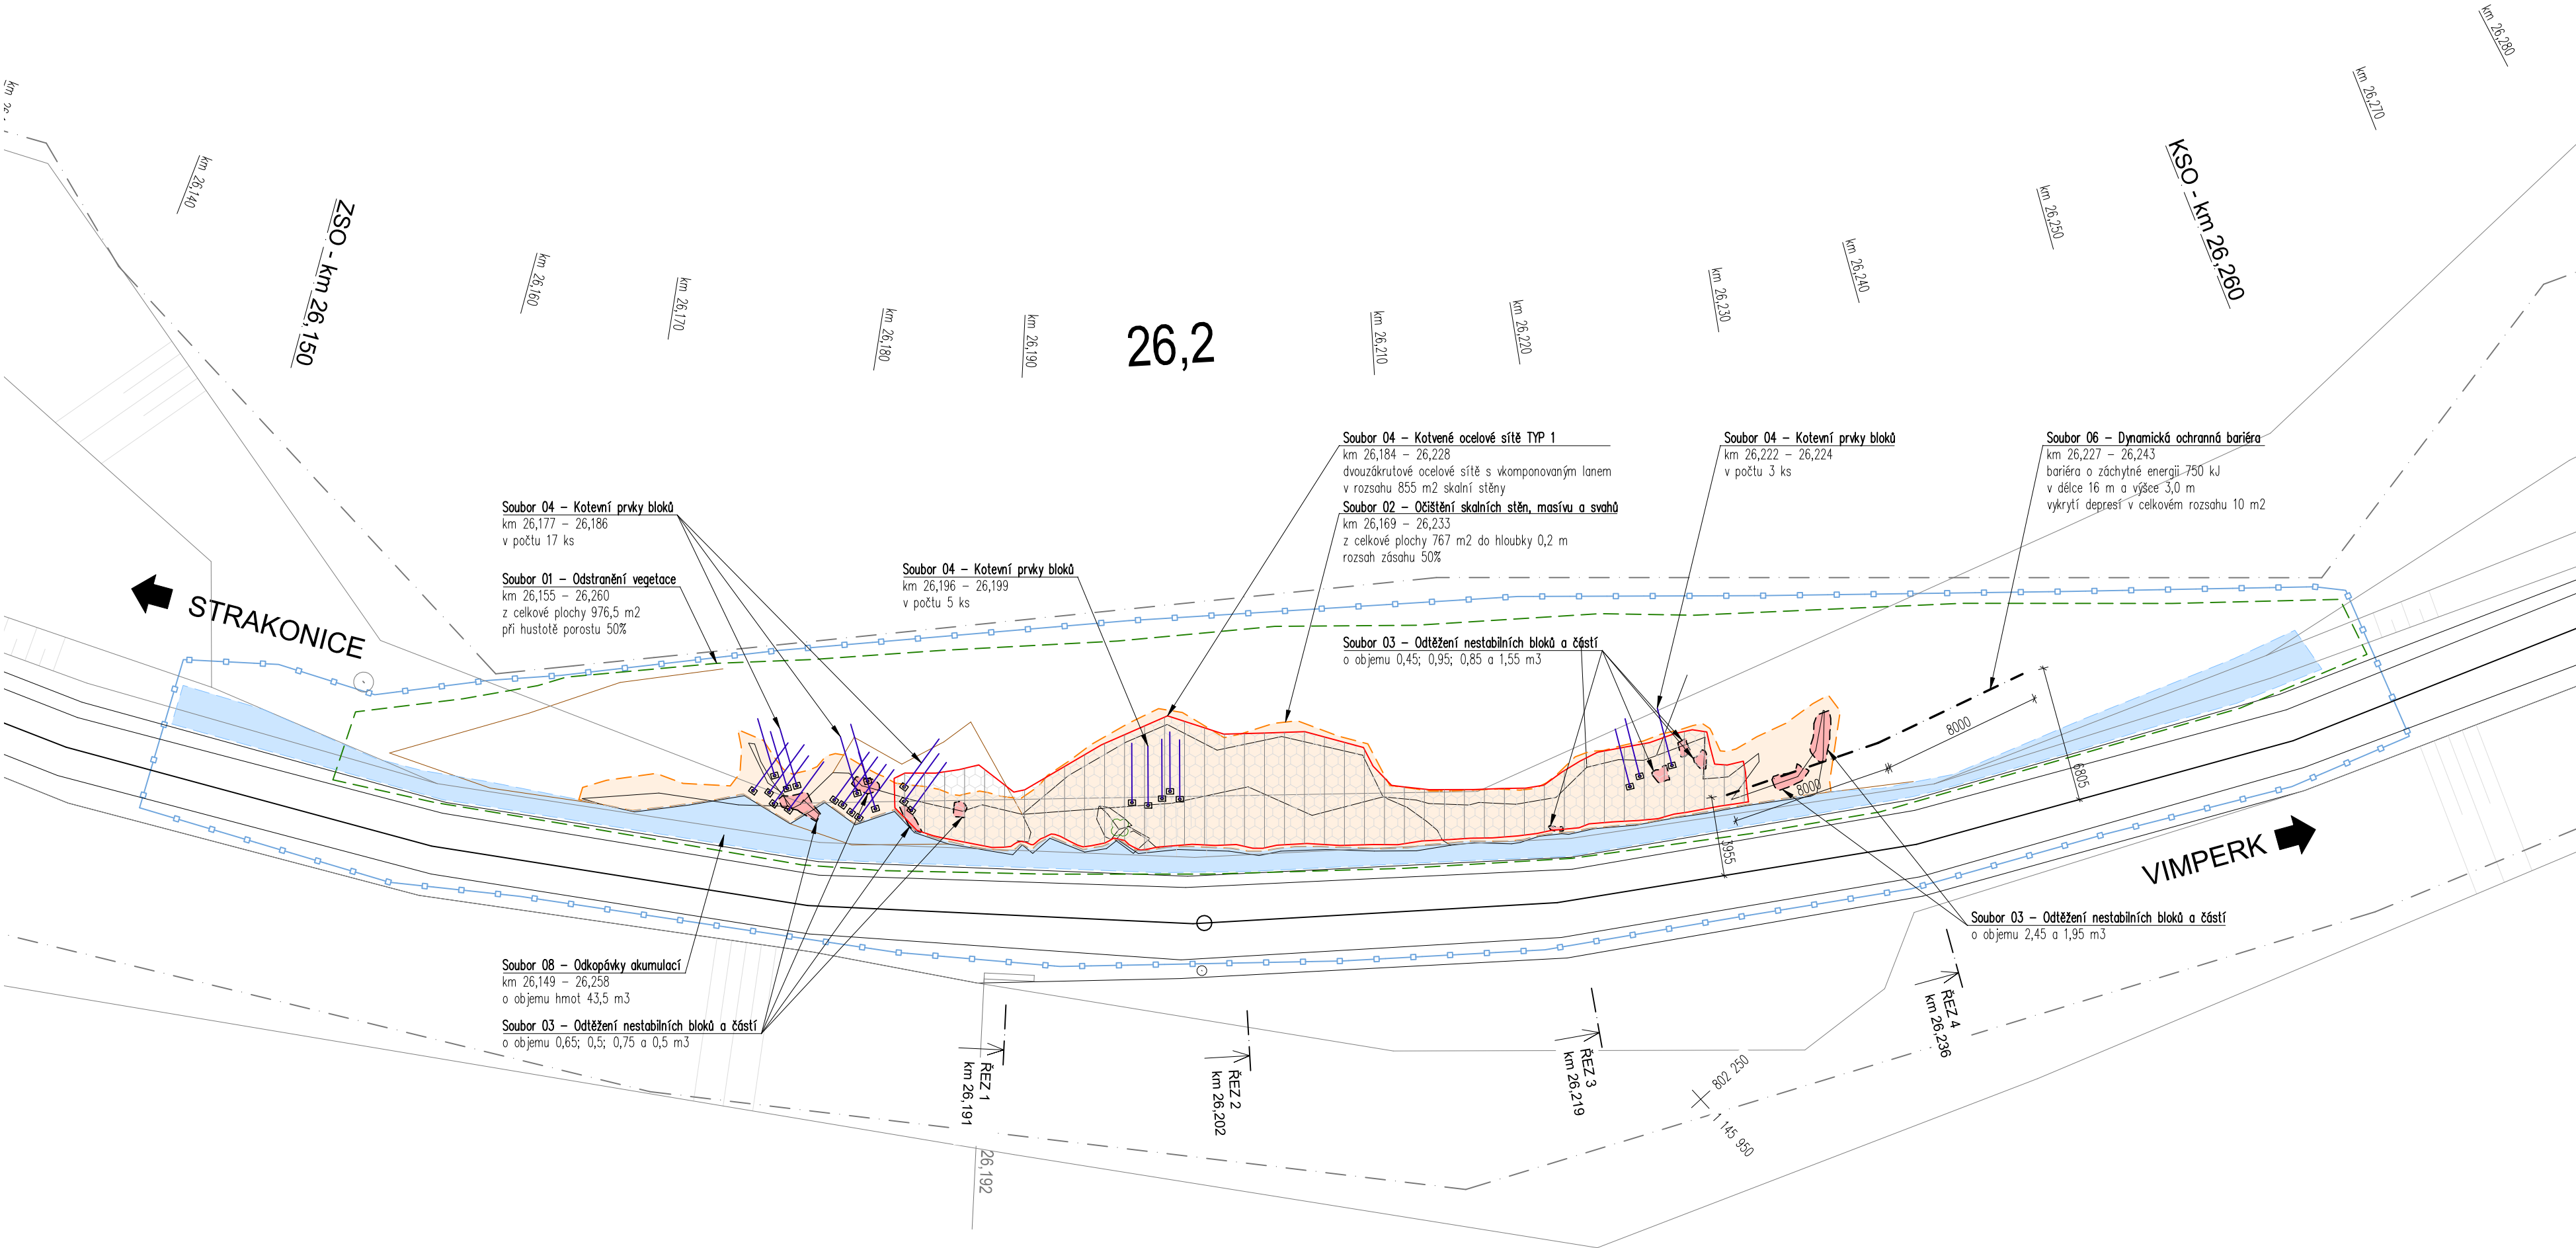 km 26,140
ZSO - km 26,150
km 26,160
km 26,170
km 26,180
km 26,190
26,2
km 26,210
km 26,220
km 26,230
km 26,240
km 26,250
KSO - km 26,260
km 26,270
km 26,280
Soubor 04 – Kotvené ocelové sítě TYP 1
km 26,184 – 26,228
dvouzákrutové ocelové sítě s vkomponovaným lanem
v rozsahu 855 m2 skalní stěny
Soubor 02 – Očištění skalních stěn, masívu a svahů
km 26,169 – 26,233
z celkové plochy 767 m2 do hloubky 0,2 m
rozsah zásahu 50%
Soubor 04 – Kotevní prvky bloků
km 26,222 – 26,224
v počtu 3 ks
Soubor 06 – Dynamická ochranná bariéra
km 26,227 – 26,243
bariéra o záchytné energii 750 kJ
v délce 16 m a výšce 3,0 m
vykrytí depresí v celkovém rozsahu 10 m2
Soubor 04 – Kotevní prvky bloků
km 26,177 – 26,186
v počtu 17 ks
Soubor 01 – Odstranění vegetace
km 26,155 – 26,260
z celkové plochy 976,5 m2
při hustotě porostu 50%
Soubor 04 – Kotevní prvky bloků
km 26,196 – 26,199
v počtu 5 ks
Soubor 03 – Odtěžení nestabilních bloků a částí
o objemu 0,45; 0,95; 0,85 a 1,55 m3
STRAKONICE
8000
8000
6805
3955
VIMPERK
Soubor 03 – Odtěžení nestabilních bloků a částí
o objemu 2,45 a 1,95 m3
Soubor 08 – Odkopávky akumulací
km 26,149 – 26,258
o objemu hmot 43,5 m3
Soubor 03 – Odtěžení nestabilních bloků a částí
o objemu 0,65; 0,5; 0,75 a 0,5 m3
ŘEZ 1
km 26,191
ŘEZ 2
km 26,202
ŘEZ 3
km 26,219
ŘEZ 4
km 26,236
802 250
1 145 950
26,192